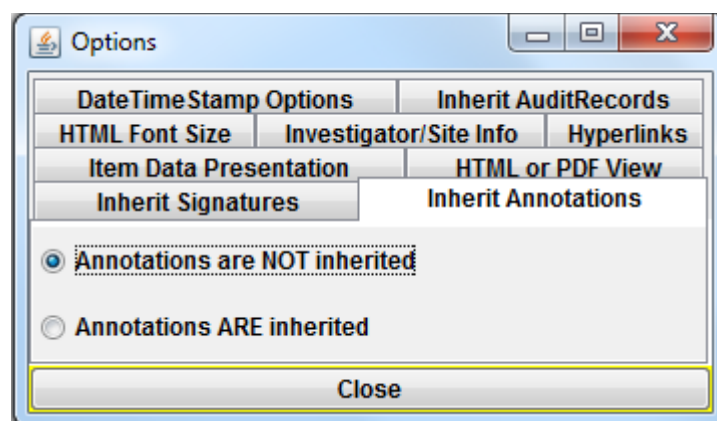 Options
DateTimeStamp Options Inherit AuditRecords
HTML Font Size Investigator/Site Info Hyperlinks
Item Data Presentation HTML or PDF View
Inherit Signatures Inherit Annotations
Annotations are NOT inherited
Annotations ARE inherited
Close